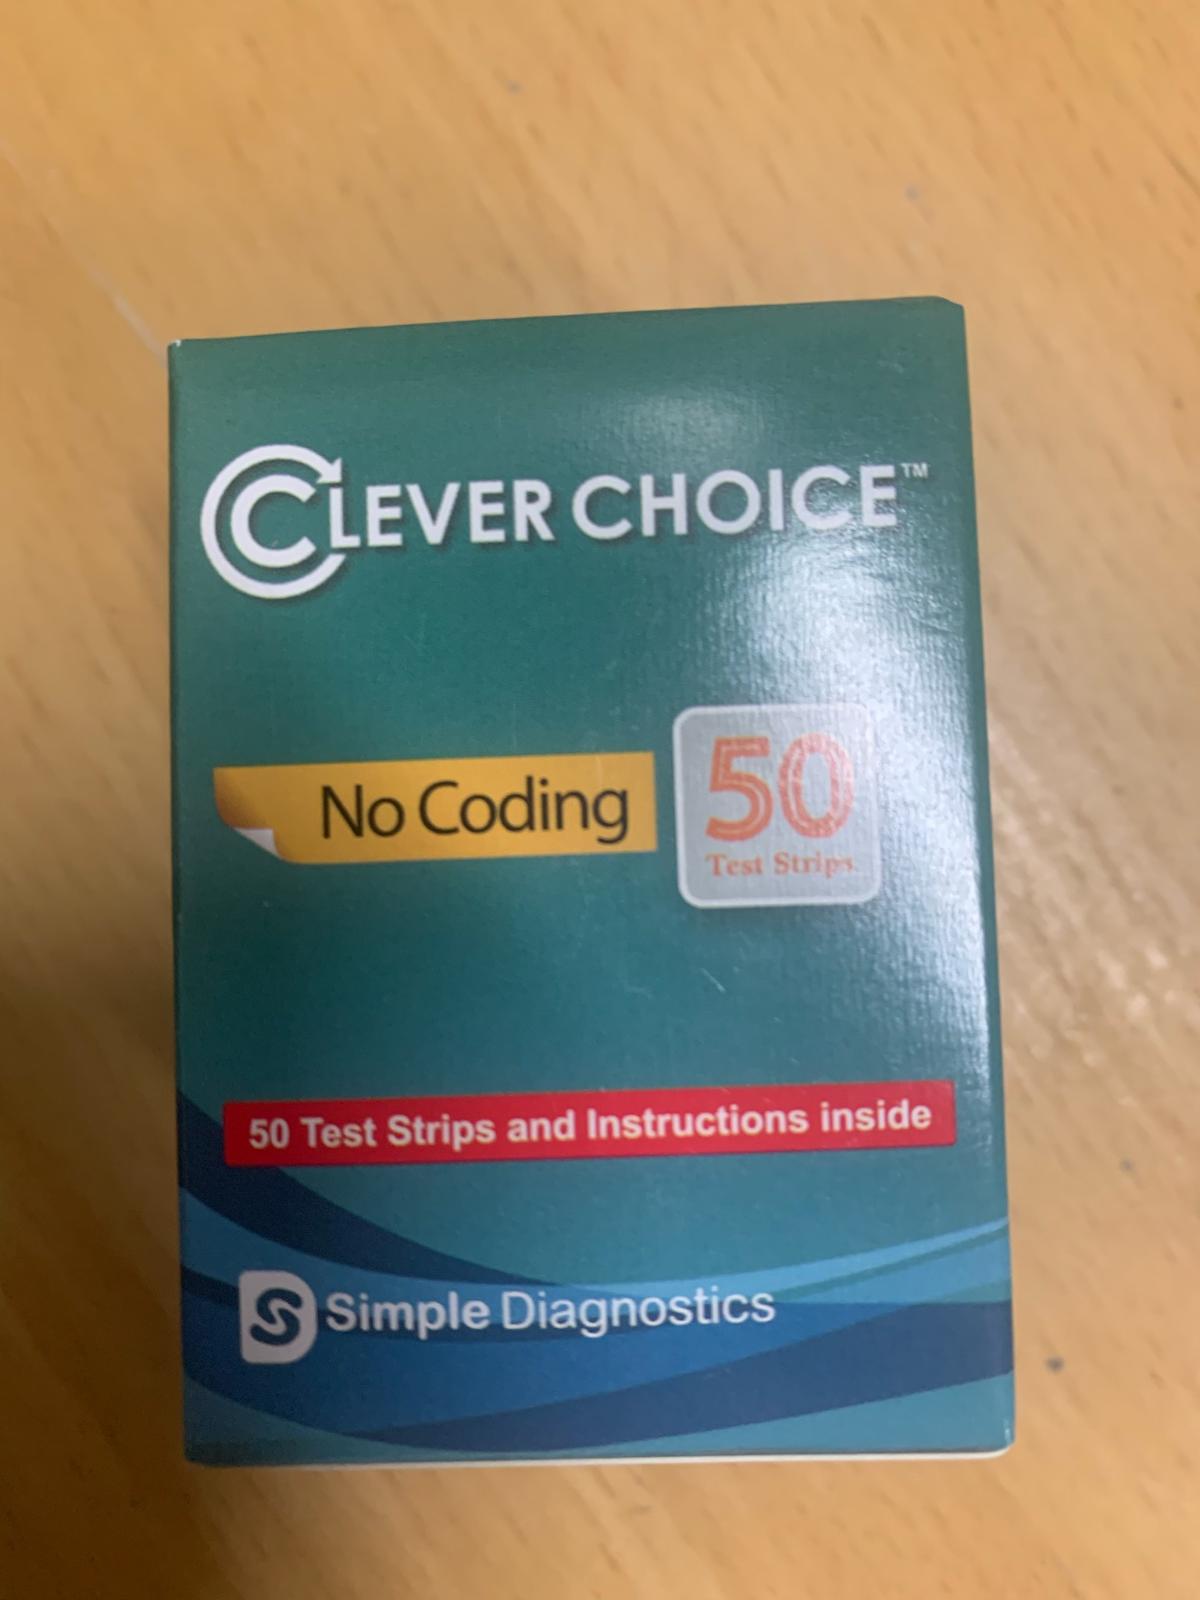 CLEVER CHOICE™
No Coding
50
Test Strips
50 Test Strips and Instructions inside
Simple Diagnostics